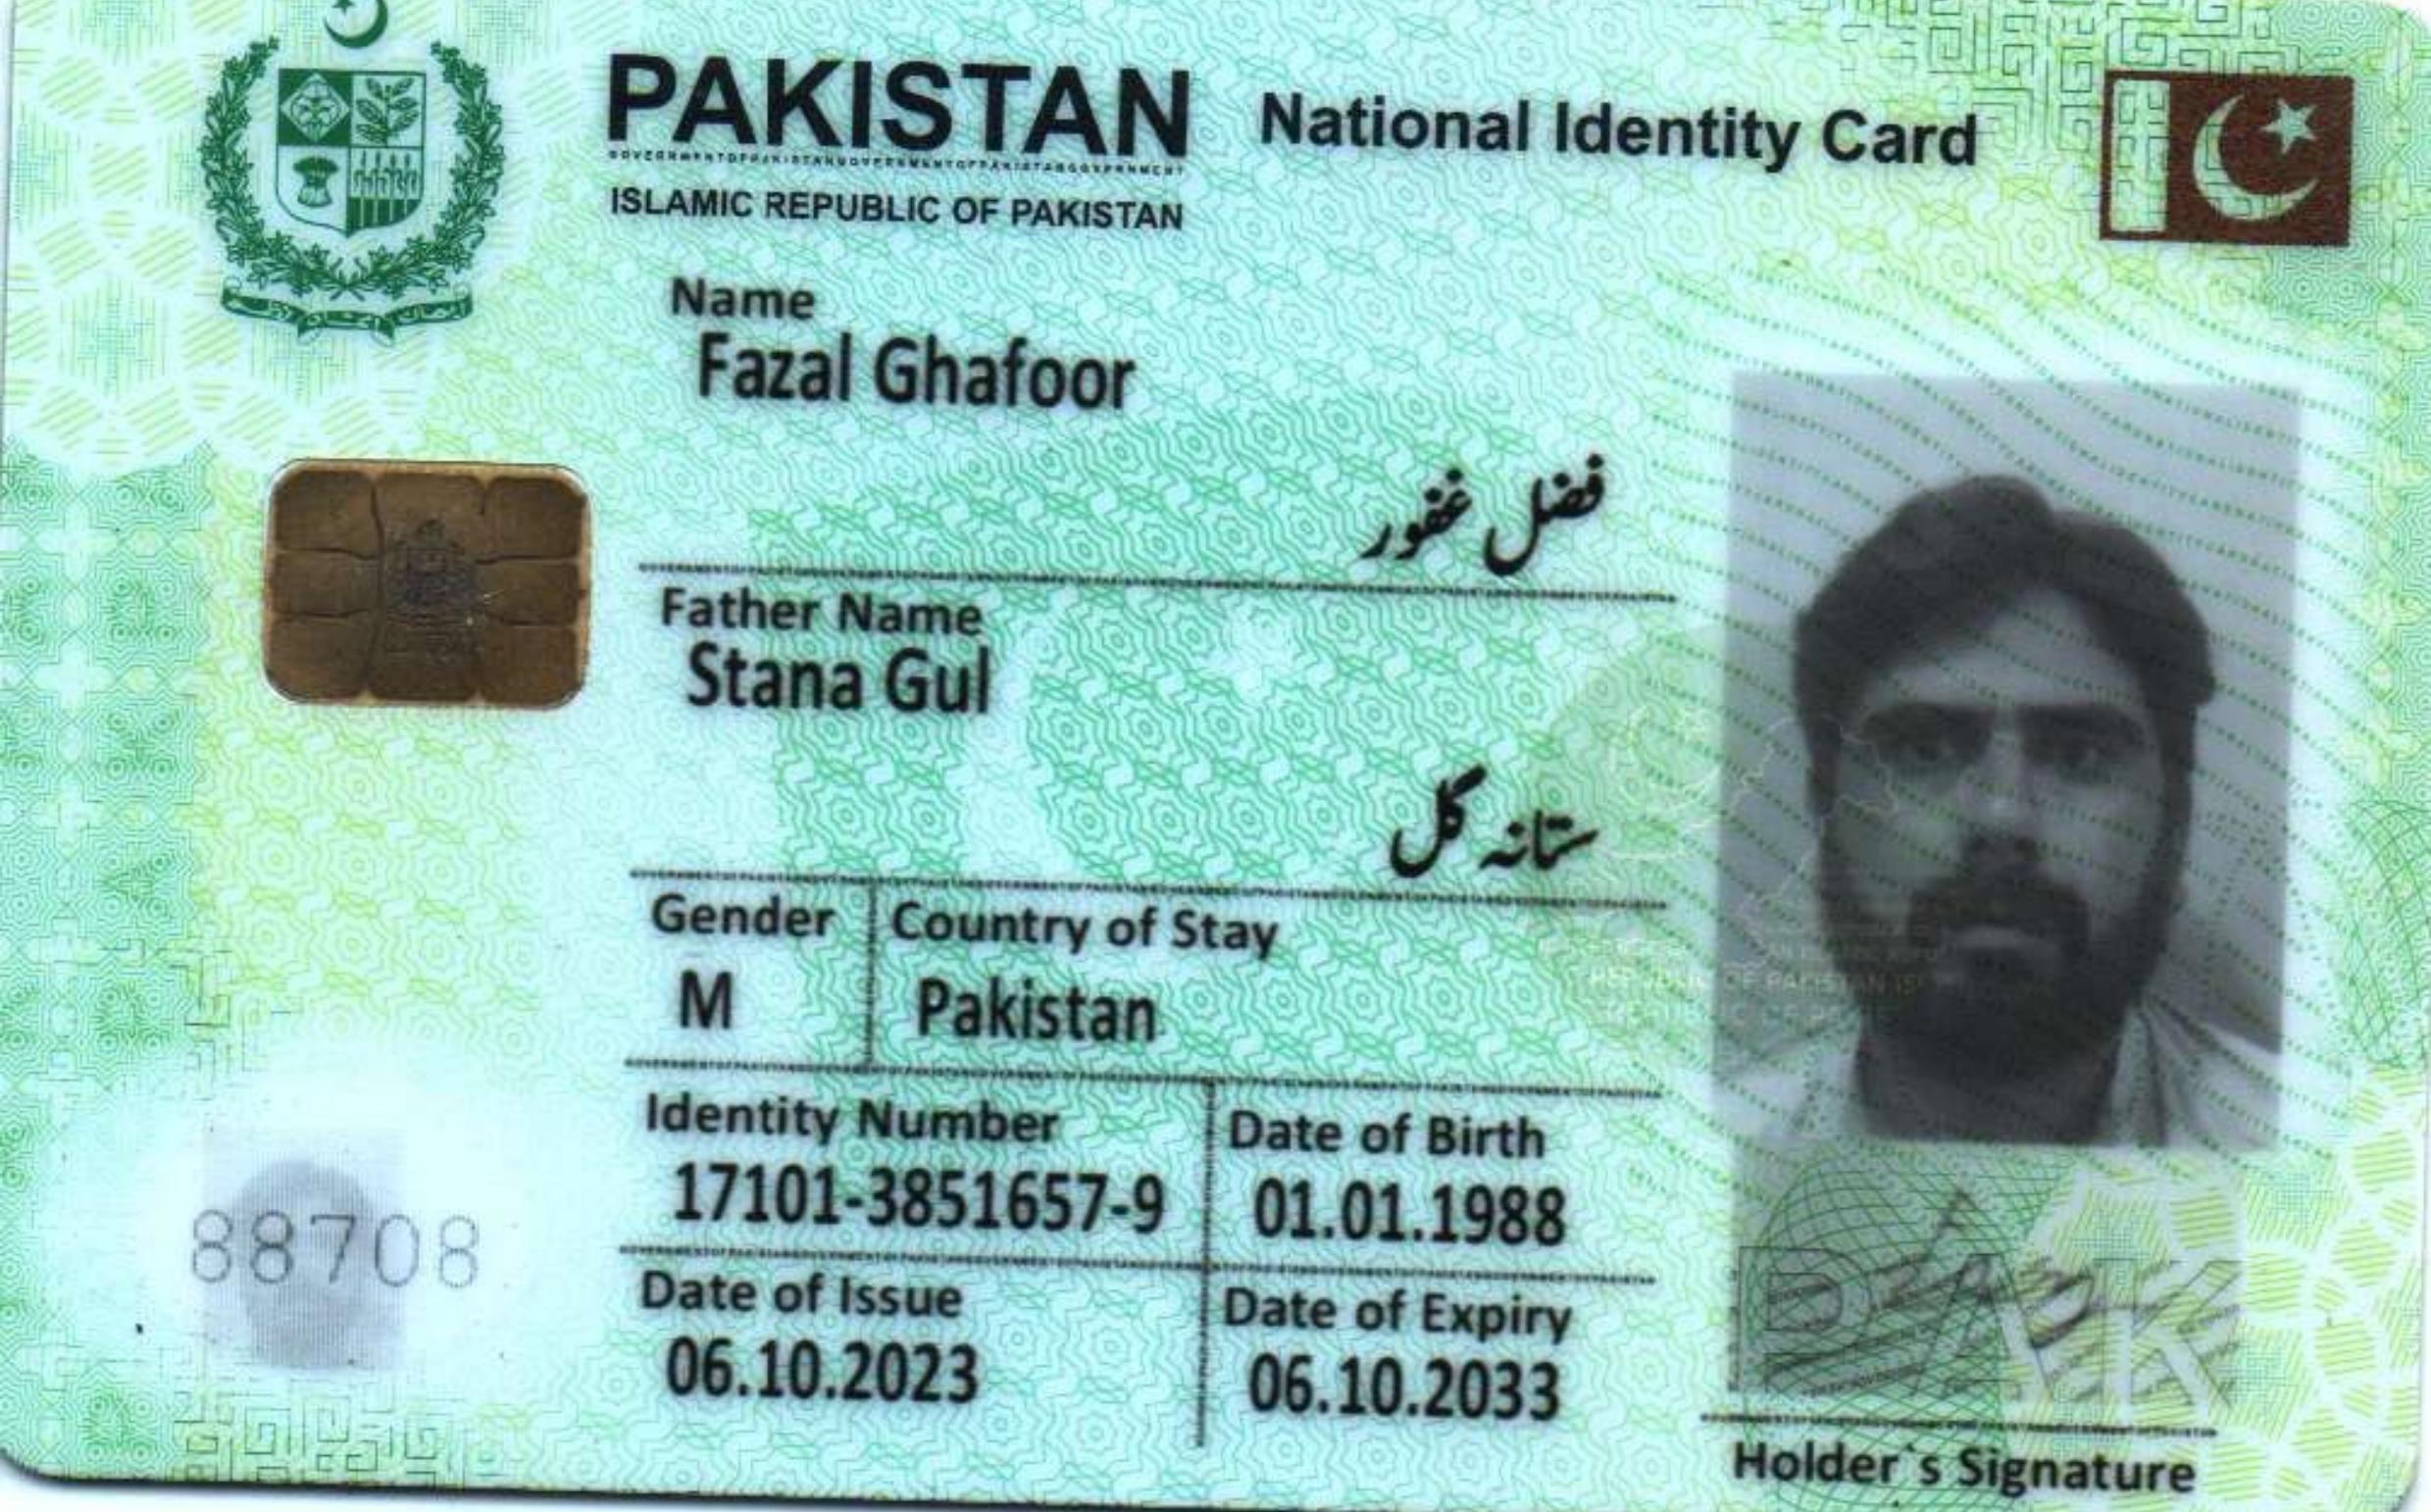 PAKISTAN
National Identity Card
ISLAMIC REPUBLIC OF PAKISTAN
Name
Fazal Ghafoor
فضل غفور
Father Name
Stana Gul
ستانہ گل
Gender
Country of Stay
M
Pakistan
Identity Number
Date of Birth
17101-3851657-9
01.01.1988
Date of Issue
Date of Expiry
06.10.2023
06.10.2033
88708
PAK
Holder`s Signature